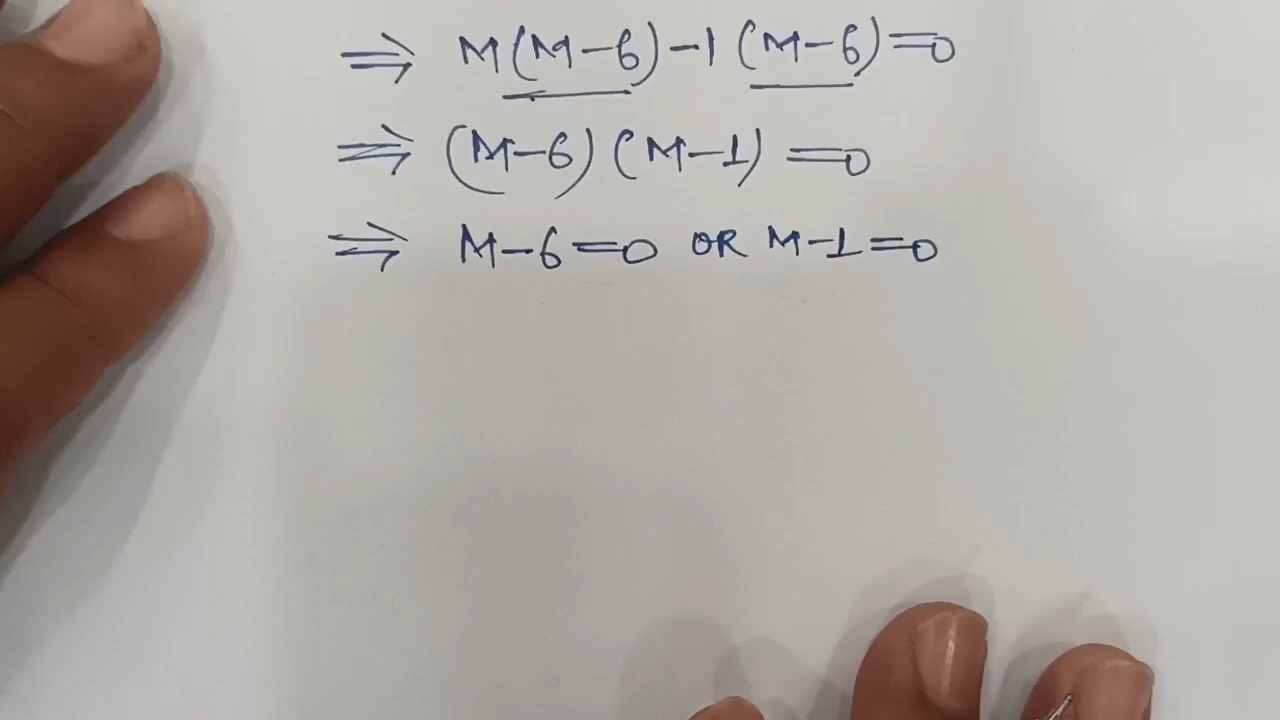 ⇒ M(M-6)-1(M-6)=0
⇒ (M-6)(M-1)=0
⇒ M-6=0 OR M-1=0